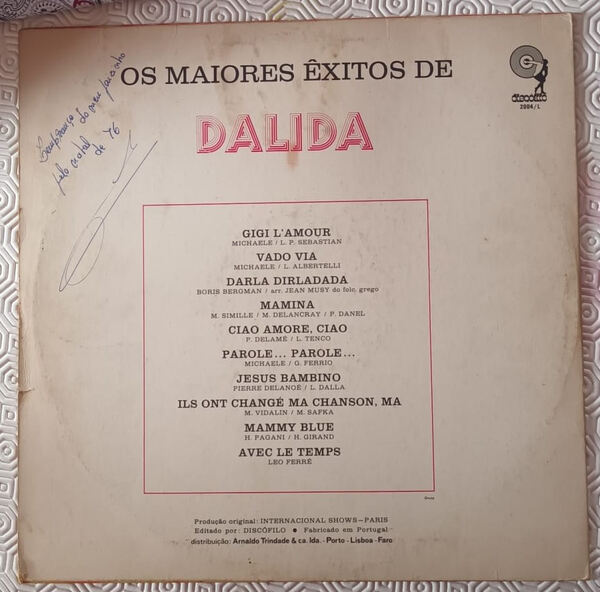 OS MAIORES ÊXITOS DE
DALIDA
discófilo
2004/L
pelo natal
de 76
GIGI L'AMOUR
MICHAELE / L. P. SEBASTIAN
VADO VIA
MICHAELE / L. ALBERTELLI
DARLA DIRLADADA
BORIS BERGMAN / arr. JEAN MUSY do folc. grego
MAMINA
M. SIMILLE / M. DELANCRAY / P. DANEL
CIAO AMORE, CIAO
P. DELAMÉ / L. TENCO
PAROLE... PAROLE...
MICHAELE / G. FERRIO
JESUS BAMBINO
PIERRE DELANOÉ / L. DALLA
ILS ONT CHANGÉ MA CHANSON, MA
M. VIDALIN / M. SAFKA
MAMMY BLUE
H. PAGANI / H. GIRAND
AVEC LE TEMPS
LEO FERRÉ
Produção original: INTERNACIONAL SHOWS – PARIS
Editado por: DISCÓFILO ● Fabricado em Portugal
distribuição: Arnaldo Trindade & ca. lda. - Porto - Lisboa - Faro